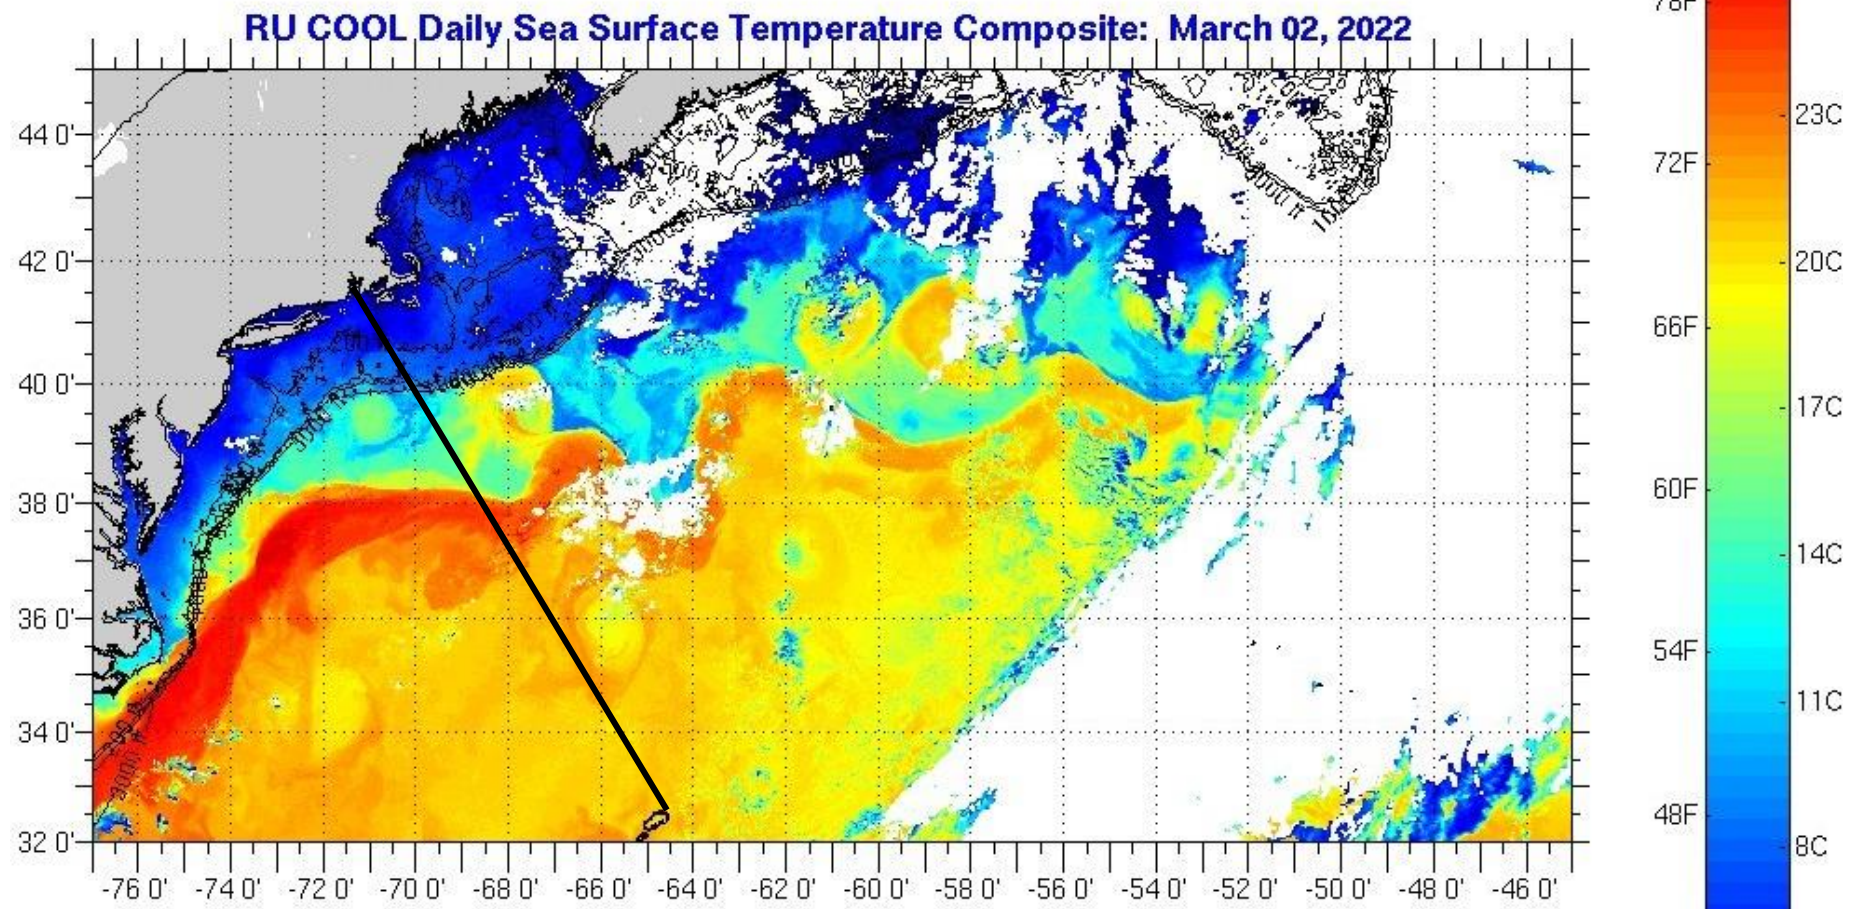 78F
RU COOL Daily Sea Surface Temperature Composite: March 02, 2022
44 0'
23C
72F
42 0'
20C
66F
40 0'
17C
38 0'
60F
14C
36 0'
54F
34 0'
11C
48F
32 0'
8C
-76 0' -74 0' -72 0' -70 0' -68 0' -66 0' -64 0' -62 0' -60 0' -58 0' -56 0' -54 0' -52 0' -50 0' -48 0' -46 0'